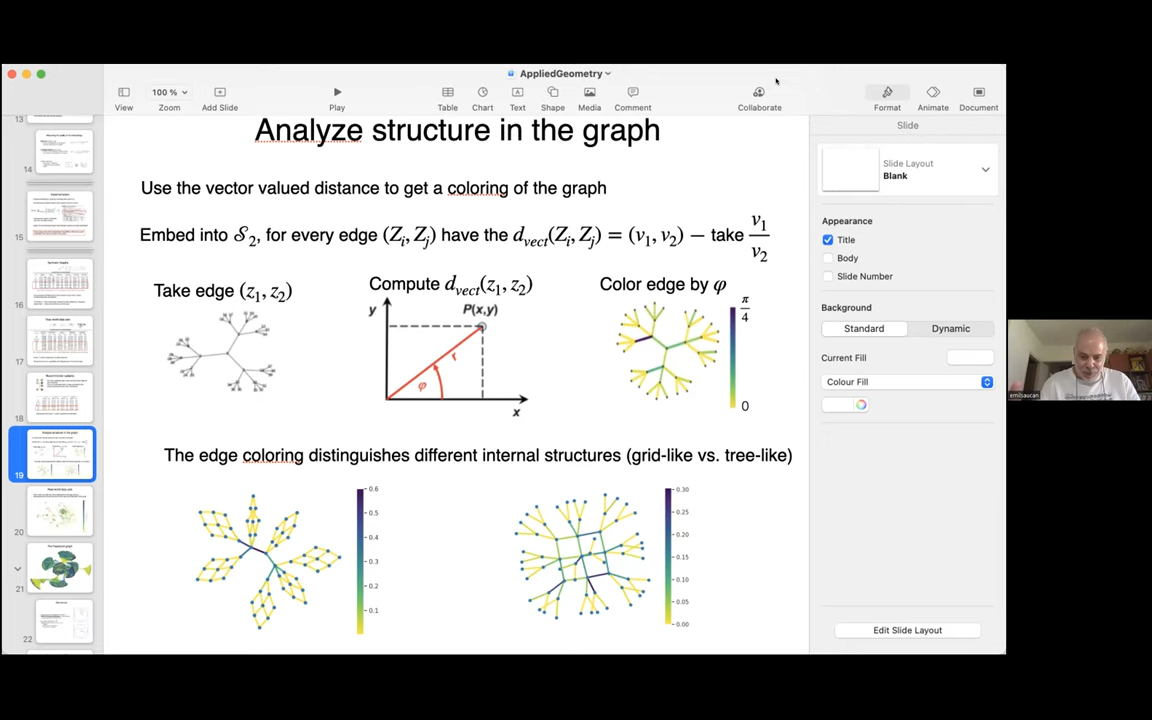 AppliedGeometry
100 %
View
Zoom
Add Slide
Play
Table
Chart
Text
Shape
Media
Comment
Collaborate
Format
Animate
Document
13
14
15
16
17
18
19
20
21
22
Analyze structure in the graph
Use the vector valued distance to get a coloring of the graph
Embed into 𝒮₂, for every edge (Zᵢ, Zⱼ) have the d_vect(Zᵢ, Zⱼ) = (v₁, v₂) – take v₁/v₂
Take edge (z₁, z₂)
Compute d_vect(z₁, z₂)
Color edge by φ
y
P(x,y)
r
φ
x
π/4
0
The edge coloring distinguishes different internal structures (grid-like vs. tree-like)
0.6
0.5
0.4
0.3
0.2
0.1
0.30
0.25
0.20
0.15
0.10
0.05
0.00
Slide
Slide Layout
Blank
Appearance
Title
Body
Slide Number
Background
Standard
Dynamic
Current Fill
Colour Fill
Edit Slide Layout
emilsaucan